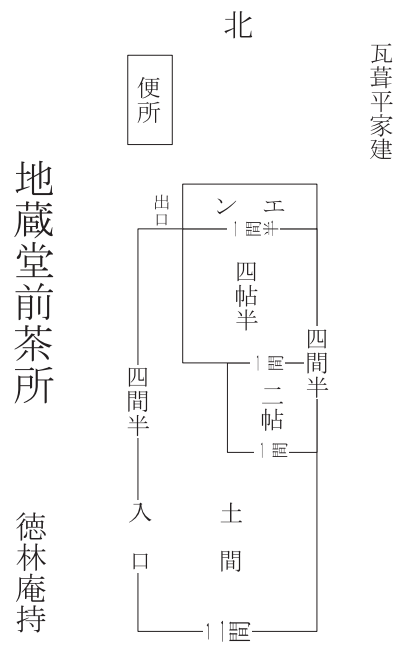 北
瓦葺平家建
便所
エン
出口
一間半
四帖半
四間半
一間
二帖
一間
四間半
土間
入口
二間
地蔵堂前茶所
徳林庵持